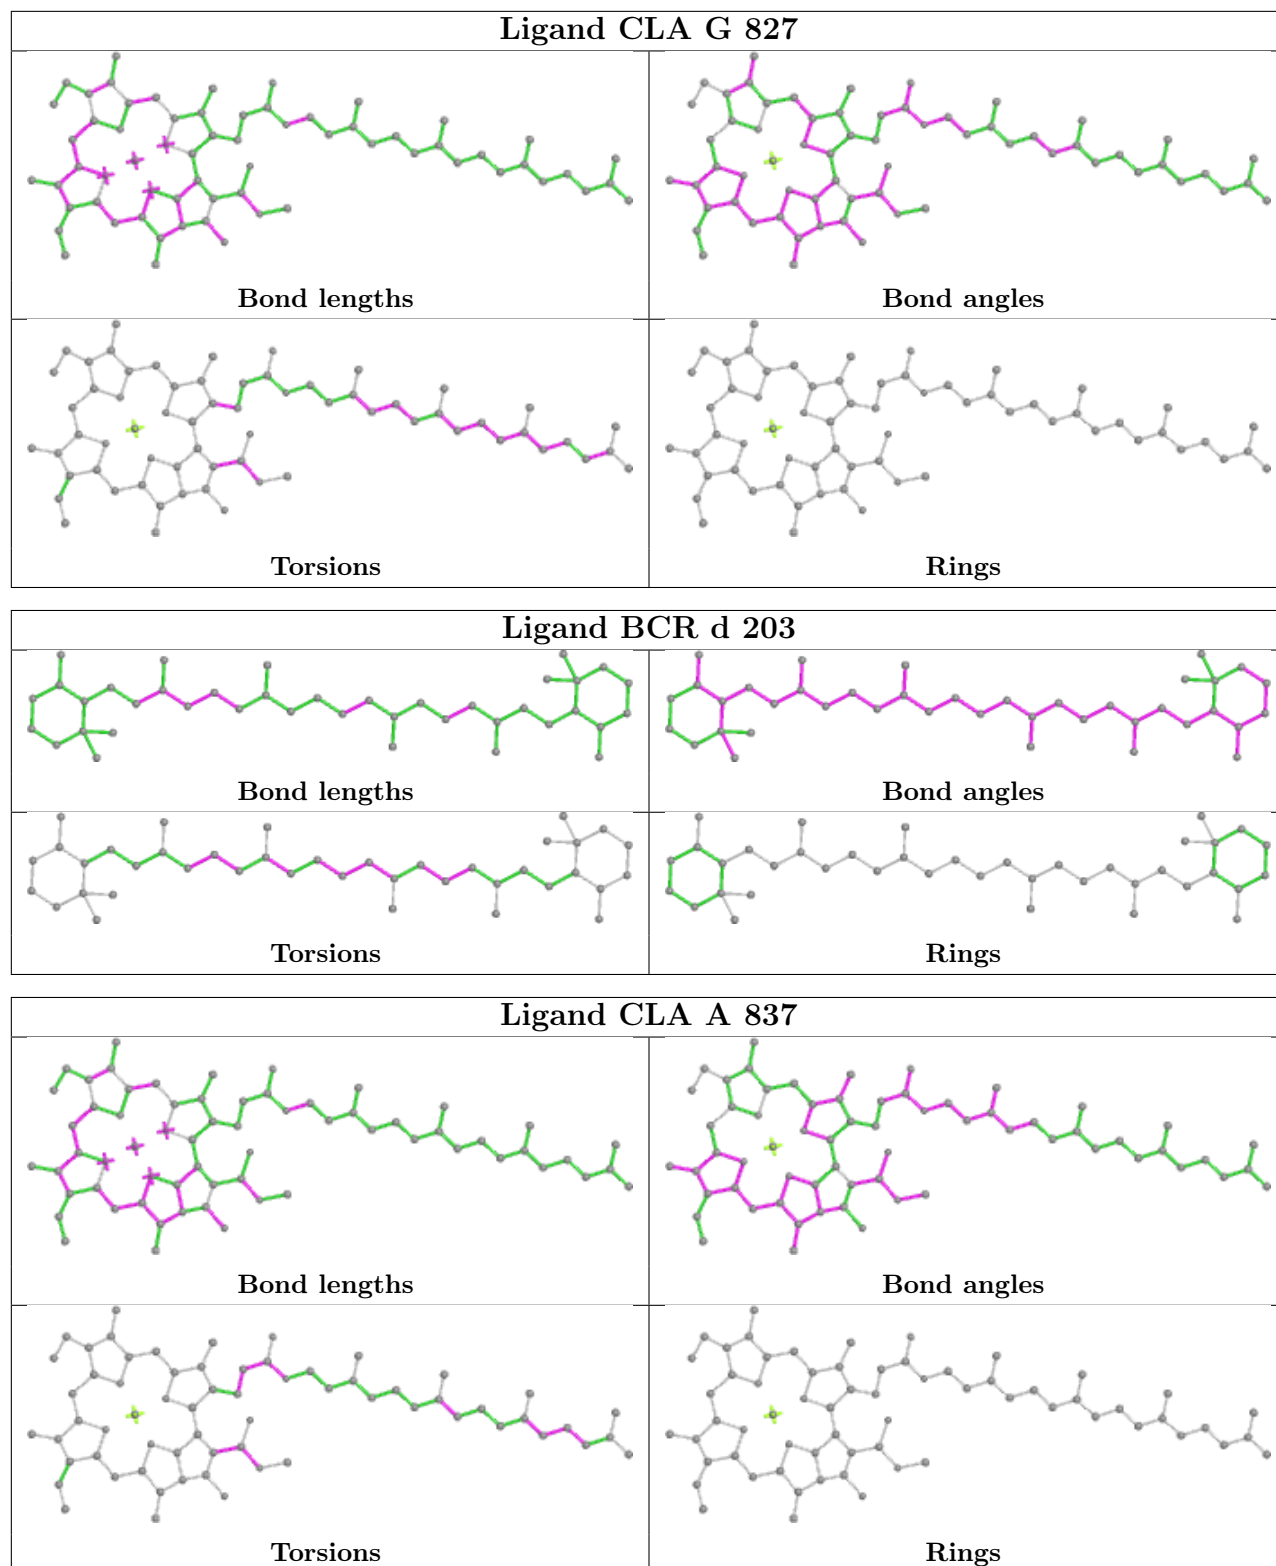 Ligand CLA G 827
Bond lengths
Bond angles
Torsions
Rings
Ligand BCR d 203
Bond lengths
Bond angles
Torsions
Rings
Ligand CLA A 837
Bond lengths
Bond angles
Torsions
Rings